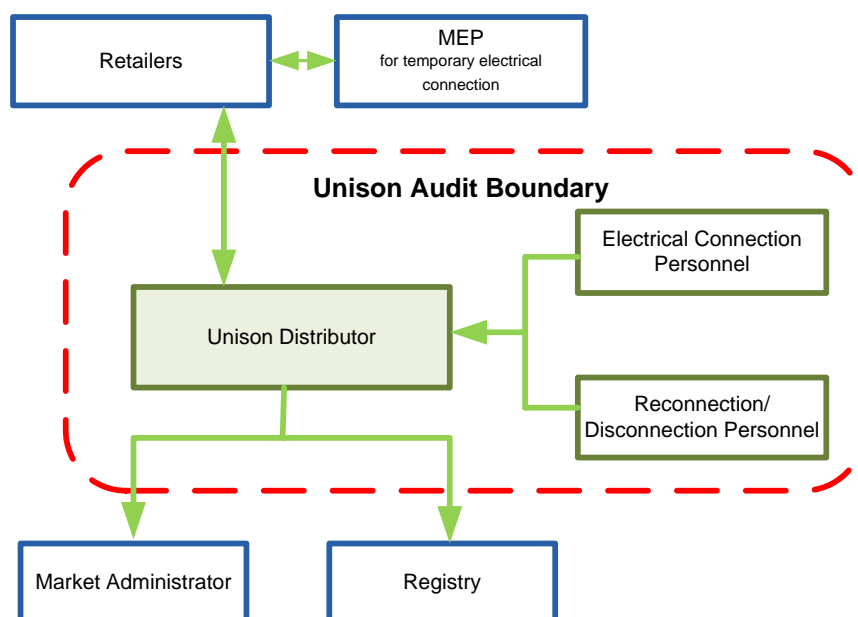 Retailers
MEP
for temporary electrical
connection
Unison Audit Boundary
Electrical Connection
Personnel
Unison Distributor
Reconnection/
Disconnection Personnel
Market Administrator
Registry